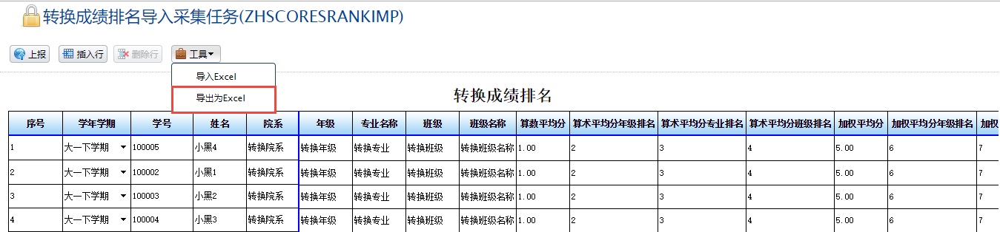 转换成绩排名导入采集任务(ZHSCORESRANKIMP)
上报 插入行 删除行 工具
导入Excel
导出为Excel
转换成绩排名
序号 学年学期 学号 姓名 院系 年级 专业名称 班级 班级名称 算数平均分 算术平均分年级排名 算术平均分专业排名 算术平均分班级排名 加权平均分 加权平均分年级排名 加权
1 大一下学期 100005 小黑4 转换院系 转换年级 转换专业 转换班级 转换班级名称 1.00 2 3 4 5.00 6 7
2 大一下学期 100002 小黑1 转换院系 转换年级 转换专业 转换班级 转换班级名称 1.00 2 3 4 5.00 6 7
3 大一下学期 100003 小黑2 转换院系 转换年级 转换专业 转换班级 转换班级名称 1.00 2 3 4 5.00 6 7
4 大一下学期 100004 小黑3 转换院系 转换年级 转换专业 转换班级 转换班级名称 1.00 2 3 4 5.00 6 7